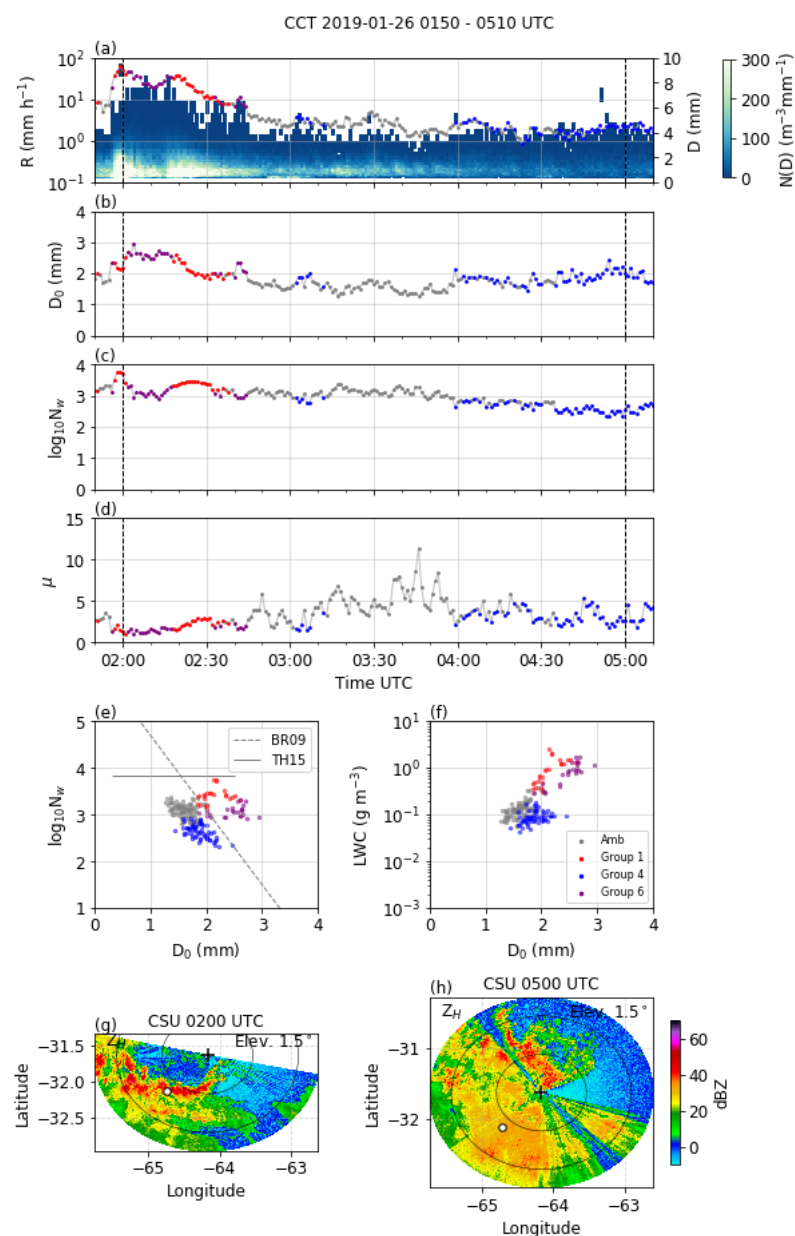 CCT 2019-01-26 0150 - 0510 UTC
(a)
R (mm h⁻¹)
10²
10¹
10⁰
10⁻¹
10
8
6
4
2
0
D (mm)
300
200
100
0
N(D) (m⁻³mm⁻¹)
(b)
D₀ (mm)
4
3
2
1
0
(c)
log₁₀N_w
4
3
2
1
0
(d)
μ
15
10
5
0
02:00 02:30 03:00 03:30 04:00 04:30 05:00
Time UTC
(e)
log₁₀N_w
5
4
3
2
1
BR09
TH15
0 1 2 3 4
D₀ (mm)
(f)
LWC (g m⁻³)
10¹
10⁰
10⁻¹
10⁻²
10⁻³
Amb
Group 1
Group 4
Group 6
0 1 2 3 4
D₀ (mm)
(g)
CSU 0200 UTC
Z_H Elev. 1.5°
Latitude
−31.5
−32.0
−32.5
−65 −64 −63
Longitude
(h)
CSU 0500 UTC
Z_H Elev. 1.5°
Latitude
−31
−32
−65 −64 −63
Longitude
60
40
20
0
dBZ